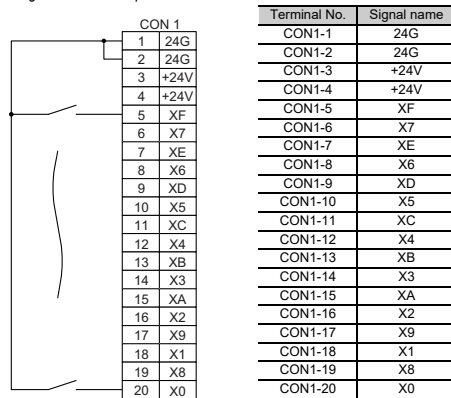 CON 1
1 24G
2 24G
3 +24V
4 +24V
5 XF
6 X7
7 XE
8 X6
9 XD
10 X5
11 XC
12 X4
13 XB
14 X3
15 XA
16 X2
17 X9
18 X1
19 X8
20 X0
Terminal No. Signal name
CON1-1 24G
CON1-2 24G
CON1-3 +24V
CON1-4 +24V
CON1-5 XF
CON1-6 X7
CON1-7 XE
CON1-8 X6
CON1-9 XD
CON1-10 X5
CON1-11 XC
CON1-12 X4
CON1-13 XB
CON1-14 X3
CON1-15 XA
CON1-16 X2
CON1-17 X9
CON1-18 X1
CON1-19 X8
CON1-20 X0